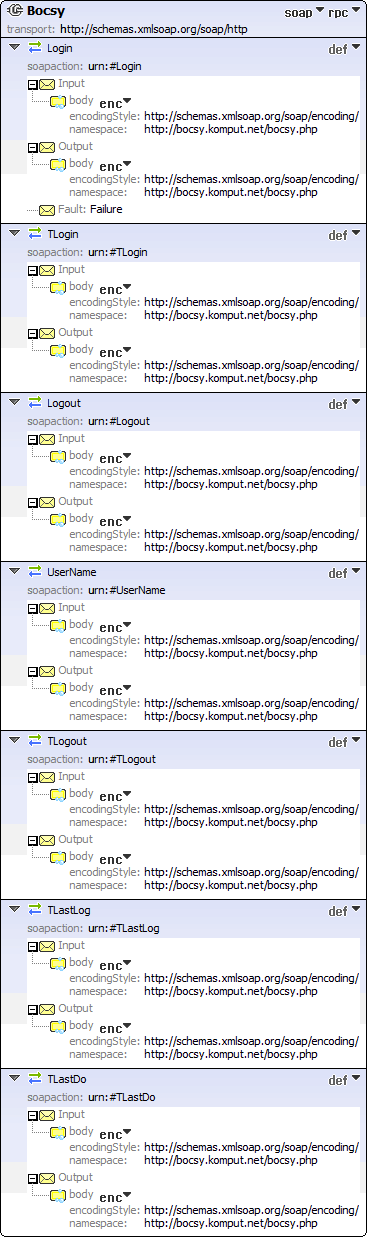 Bocsy soap rpc
transport: http://schemas.xmlsoap.org/soap/http
Login def
soapaction: urn:#Login
Input
body enc
encodingStyle: http://schemas.xmlsoap.org/soap/encoding/
namespace: http://bocsy.komput.net/bocsy.php
Output
body enc
encodingStyle: http://schemas.xmlsoap.org/soap/encoding/
namespace: http://bocsy.komput.net/bocsy.php
Fault: Failure
TLogin def
soapaction: urn:#TLogin
Input
body enc
encodingStyle: http://schemas.xmlsoap.org/soap/encoding/
namespace: http://bocsy.komput.net/bocsy.php
Output
body enc
encodingStyle: http://schemas.xmlsoap.org/soap/encoding/
namespace: http://bocsy.komput.net/bocsy.php
Logout def
soapaction: urn:#Logout
Input
body enc
encodingStyle: http://schemas.xmlsoap.org/soap/encoding/
namespace: http://bocsy.komput.net/bocsy.php
Output
body enc
encodingStyle: http://schemas.xmlsoap.org/soap/encoding/
namespace: http://bocsy.komput.net/bocsy.php
UserName def
soapaction: urn:#UserName
Input
body enc
encodingStyle: http://schemas.xmlsoap.org/soap/encoding/
namespace: http://bocsy.komput.net/bocsy.php
Output
body enc
encodingStyle: http://schemas.xmlsoap.org/soap/encoding/
namespace: http://bocsy.komput.net/bocsy.php
TLogout def
soapaction: urn:#TLogout
Input
body enc
encodingStyle: http://schemas.xmlsoap.org/soap/encoding/
namespace: http://bocsy.komput.net/bocsy.php
Output
body enc
encodingStyle: http://schemas.xmlsoap.org/soap/encoding/
namespace: http://bocsy.komput.net/bocsy.php
TLastLog def
soapaction: urn:#TLastLog
Input
body enc
encodingStyle: http://schemas.xmlsoap.org/soap/encoding/
namespace: http://bocsy.komput.net/bocsy.php
Output
body enc
encodingStyle: http://schemas.xmlsoap.org/soap/encoding/
namespace: http://bocsy.komput.net/bocsy.php
TLastDo def
soapaction: urn:#TLastDo
Input
body enc
encodingStyle: http://schemas.xmlsoap.org/soap/encoding/
namespace: http://bocsy.komput.net/bocsy.php
Output
body enc
encodingStyle: http://schemas.xmlsoap.org/soap/encoding/
namespace: http://bocsy.komput.net/bocsy.php